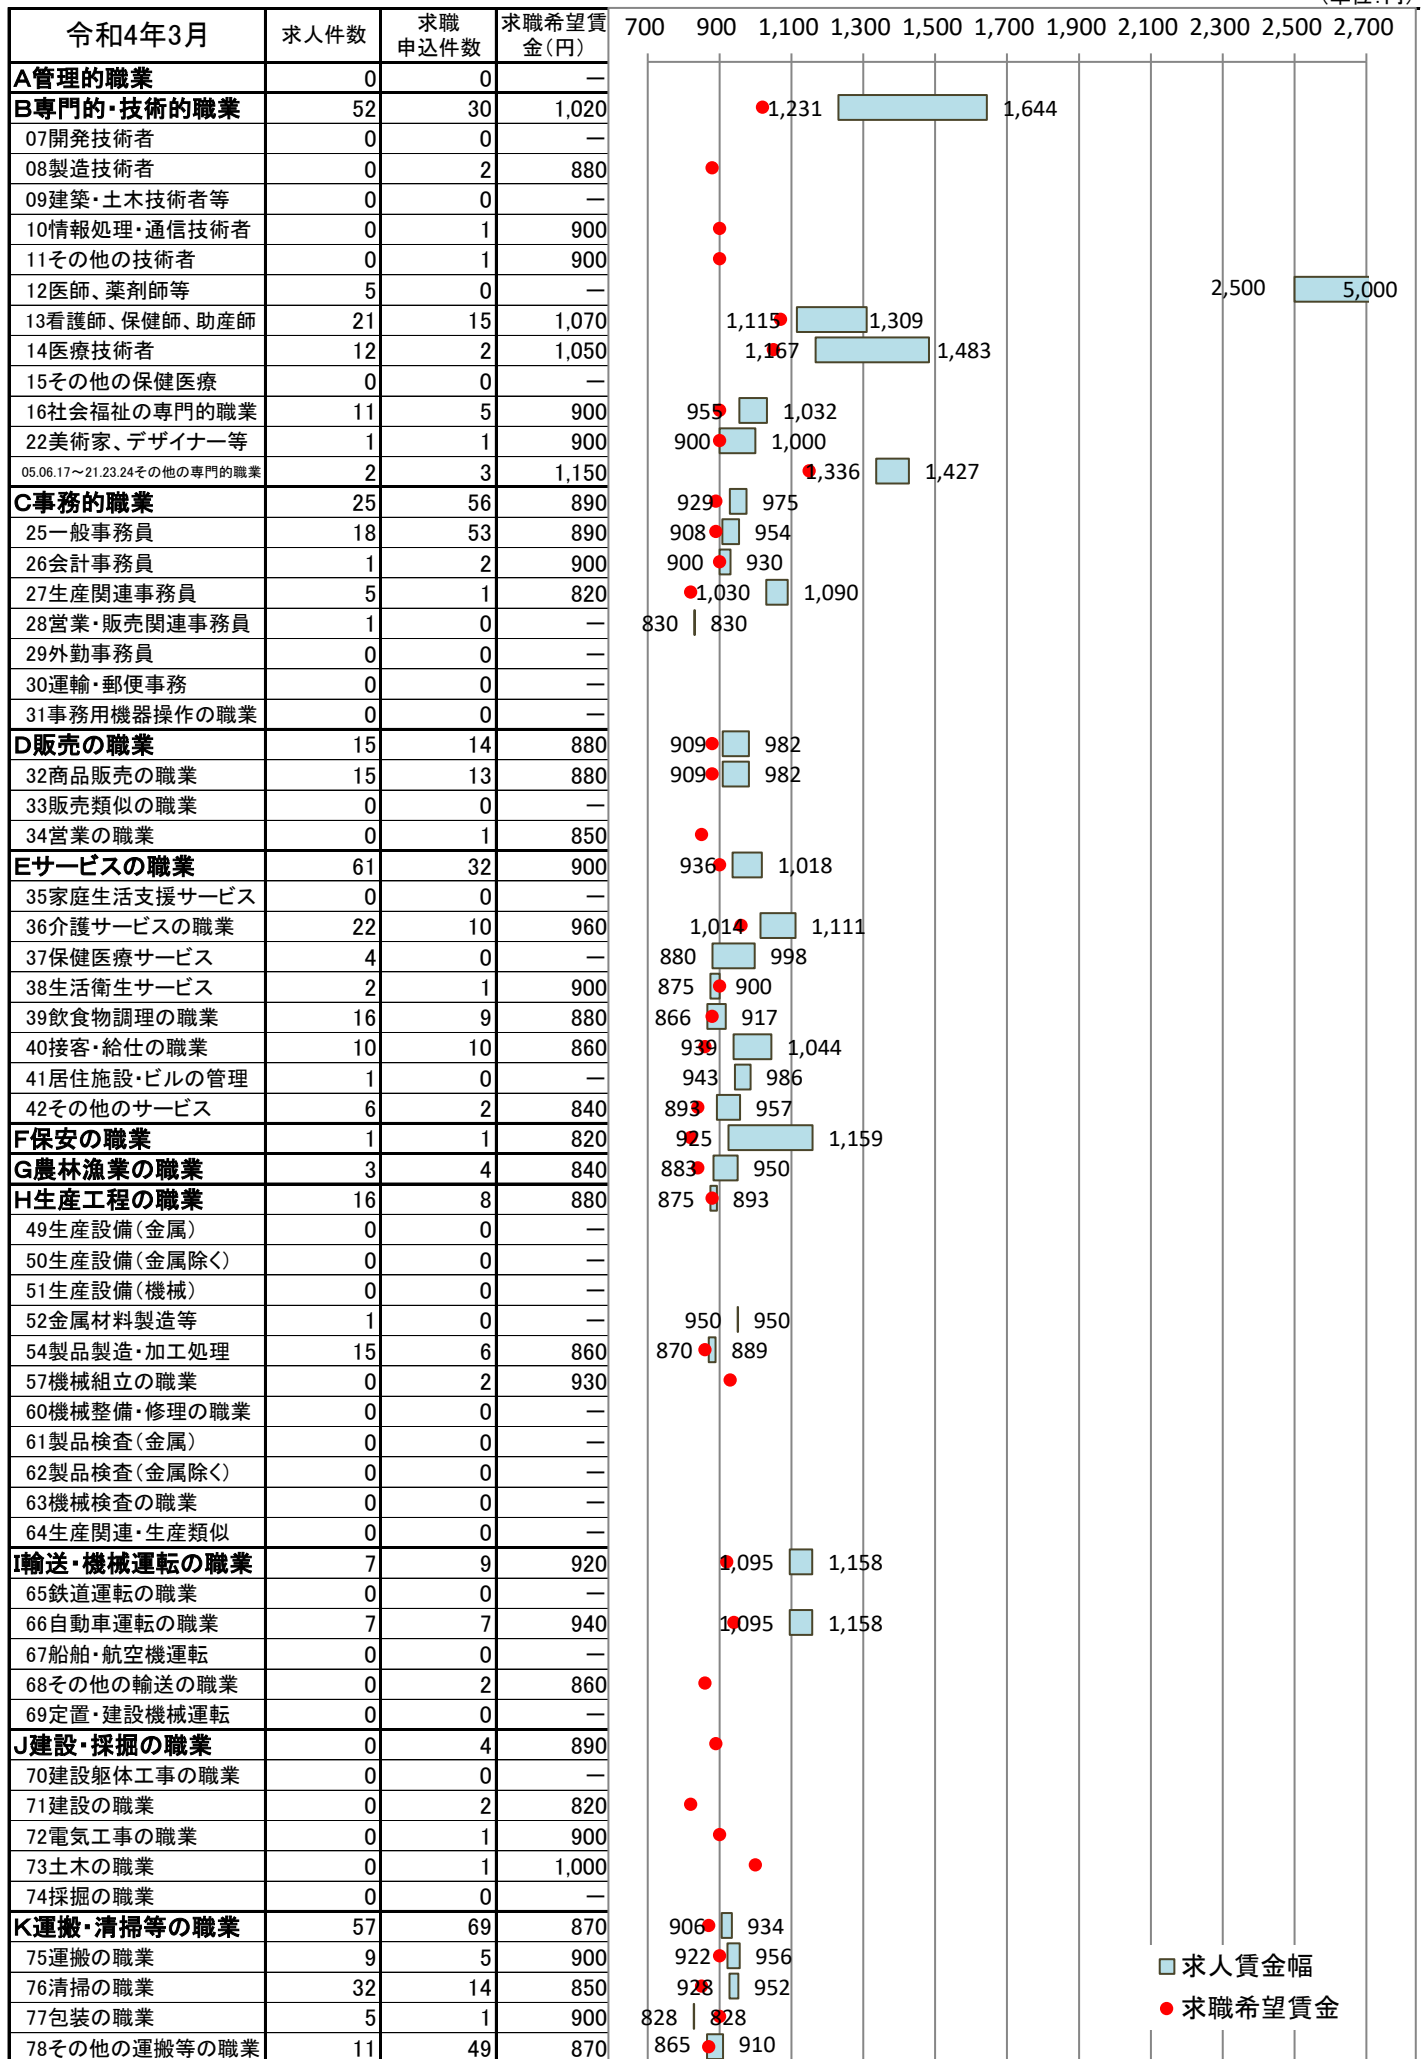 (単位:円)
令和4年3月 求人件数 求職申込件数 求職希望賃金(円) 700 900 1,100 1,300 1,500 1,700 1,900 2,100 2,300 2,500 2,700
A管理的職業 0 0 ―
B専門的・技術的職業 52 30 1,020 1,231 1,644
07開発技術者 0 0 ―
08製造技術者 0 2 880
09建築・土木技術者等 0 0 ―
10情報処理・通信技術者 0 1 900
11その他の技術者 0 1 900
12医師、薬剤師等 5 0 ― 2,500 5,000
13看護師、保健師、助産師 21 15 1,070 1,115 1,309
14医療技術者 12 2 1,050 1,167 1,483
15その他の保健医療 0 0 ―
16社会福祉の専門的職業 11 5 900 955 1,032
22美術家、デザイナー等 1 1 900 900 1,000
05.06.17～21.23.24その他の専門的職業 2 3 1,150 1,336 1,427
C事務的職業 25 56 890 929 975
25一般事務員 18 53 890 908 954
26会計事務員 1 2 900 900 930
27生産関連事務員 5 1 820 1,030 1,090
28営業・販売関連事務員 1 0 ― 830 830
29外勤事務員 0 0 ―
30運輸・郵便事務 0 0 ―
31事務用機器操作の職業 0 0 ―
D販売の職業 15 14 880 909 982
32商品販売の職業 15 13 880 909 982
33販売類似の職業 0 0 ―
34営業の職業 0 1 850
Eサービスの職業 61 32 900 936 1,018
35家庭生活支援サービス 0 0 ―
36介護サービスの職業 22 10 960 1,014 1,111
37保健医療サービス 4 0 ― 880 998
38生活衛生サービス 2 1 900 875 900
39飲食物調理の職業 16 9 880 866 917
40接客・給仕の職業 10 10 860 939 1,044
41居住施設・ビルの管理 1 0 ― 943 986
42その他のサービス 6 2 840 893 957
F保安の職業 1 1 820 925 1,159
G農林漁業の職業 3 4 840 883 950
H生産工程の職業 16 8 880 875 893
49生産設備(金属) 0 0 ―
50生産設備(金属除く) 0 0 ―
51生産設備(機械) 0 0 ―
52金属材料製造等 1 0 ― 950 950
54製品製造・加工処理 15 6 860 870 889
57機械組立の職業 0 2 930
60機械整備・修理の職業 0 0 ―
61製品検査(金属) 0 0 ―
62製品検査(金属除く) 0 0 ―
63機械検査の職業 0 0 ―
64生産関連・生産類似 0 0 ―
I輸送・機械運転の職業 7 9 920 1,095 1,158
65鉄道運転の職業 0 0 ―
66自動車運転の職業 7 7 940 1,095 1,158
67船舶・航空機運転 0 0 ―
68その他の輸送の職業 0 2 860
69定置・建設機械運転 0 0 ―
J建設・採掘の職業 0 4 890
70建設躯体工事の職業 0 0 ―
71建設の職業 0 2 820
72電気工事の職業 0 1 900
73土木の職業 0 1 1,000
74採掘の職業 0 0 ―
K運搬・清掃等の職業 57 69 870 906 934
75運搬の職業 9 5 900 922 956
76清掃の職業 32 14 850 928 952
77包装の職業 5 1 900 828 828
78その他の運搬等の職業 11 49 870 865 910
求人賃金幅
求職希望賃金